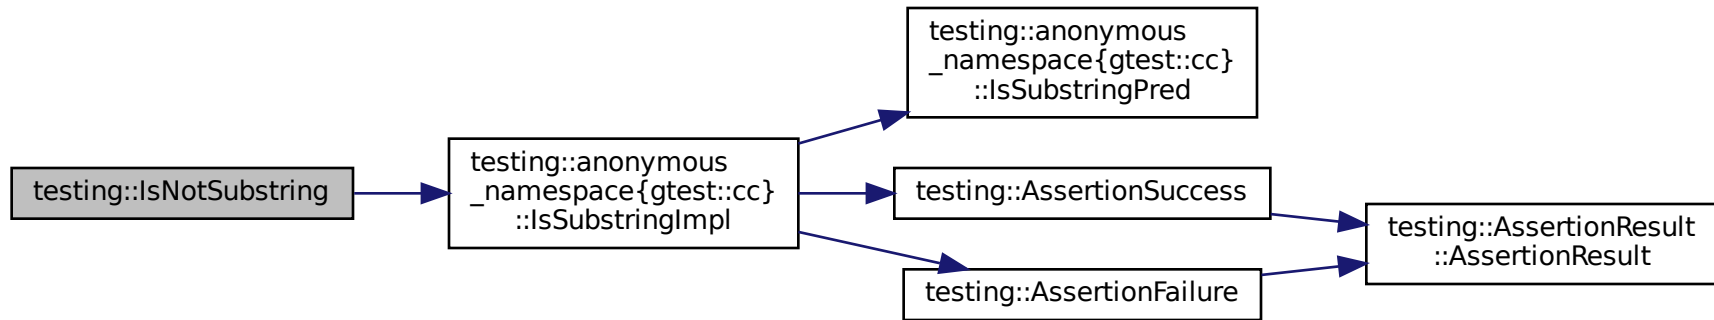 testing::IsNotSubstring
testing::anonymous
_namespace{gtest::cc}
::IsSubstringImpl
testing::anonymous
_namespace{gtest::cc}
::IsSubstringPred
testing::AssertionSuccess
testing::AssertionFailure
testing::AssertionResult
::AssertionResult